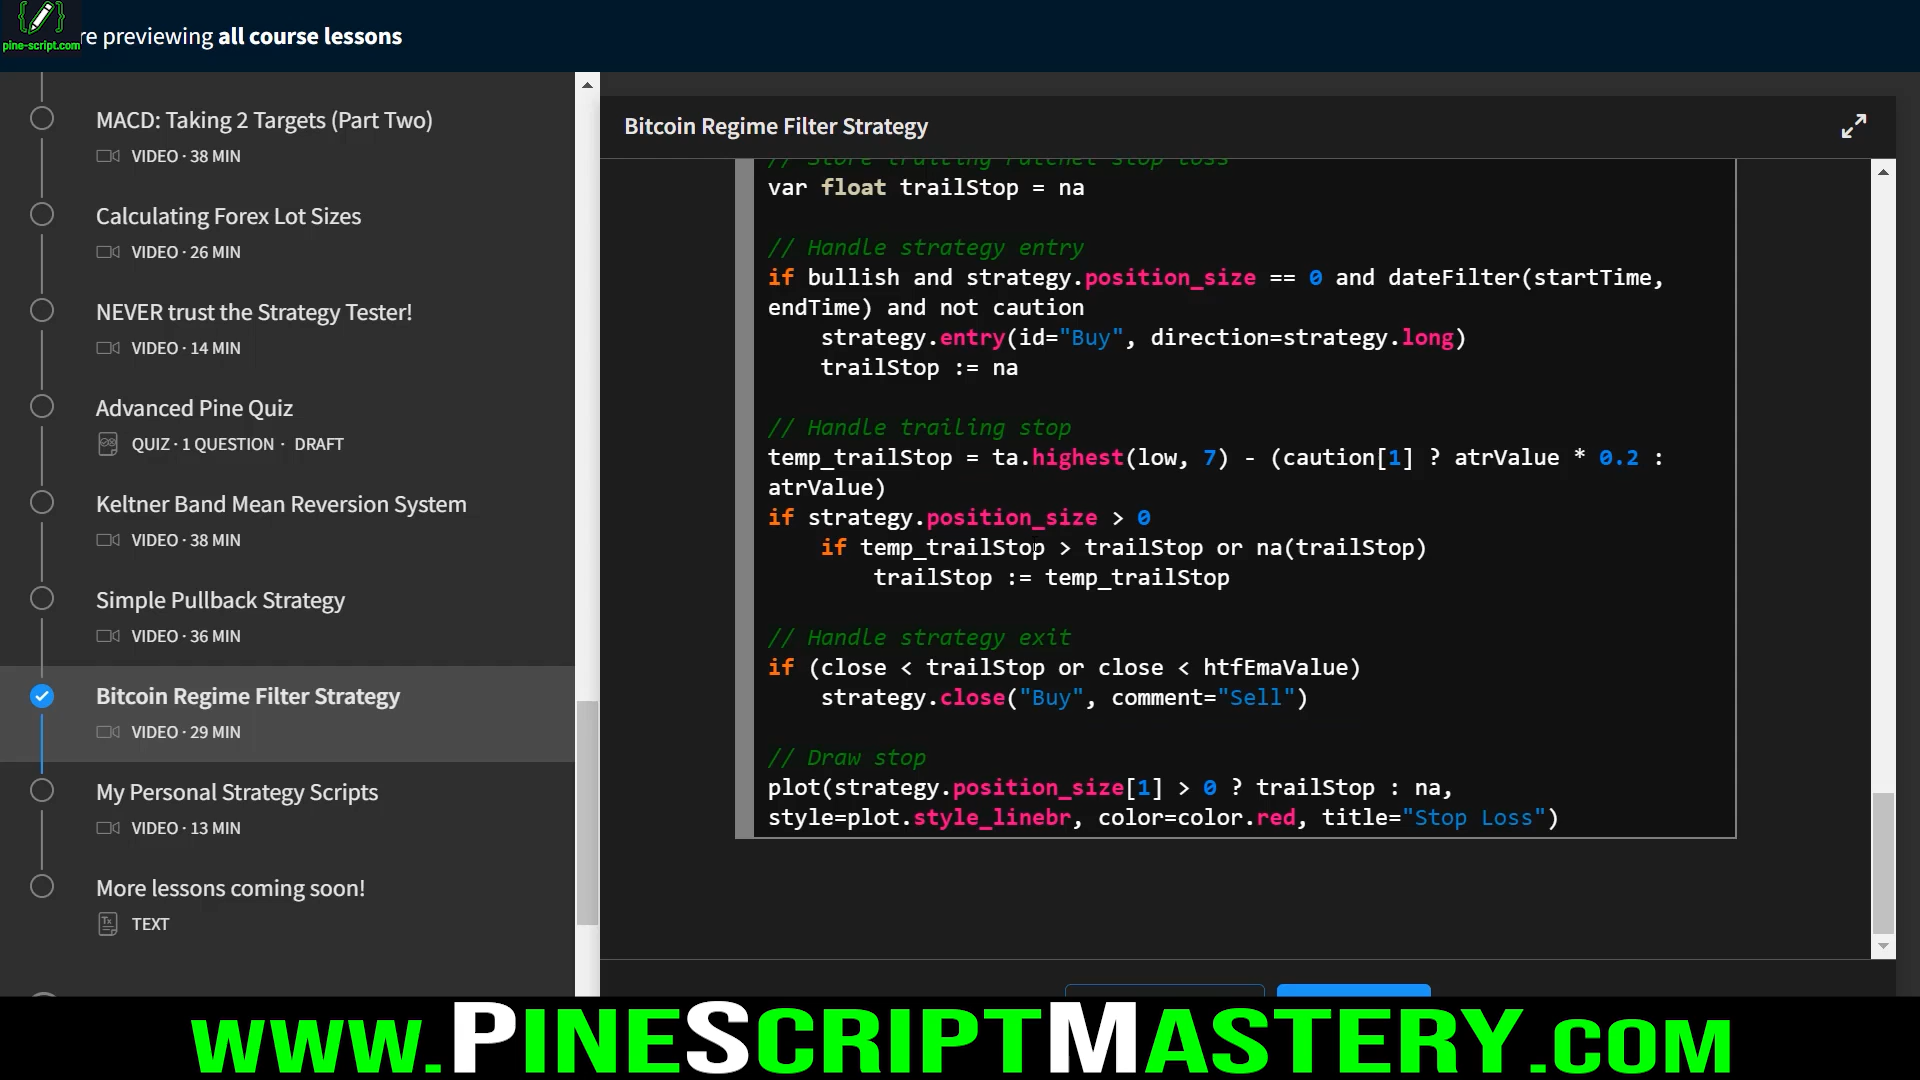 pine-script.com
re previewing all course lessons
MACD: Taking 2 Targets (Part Two)
VIDEO · 38 MIN
Calculating Forex Lot Sizes
VIDEO · 26 MIN
NEVER trust the Strategy Tester!
VIDEO · 14 MIN
Advanced Pine Quiz
QUIZ · 1 QUESTION · DRAFT
Keltner Band Mean Reversion System
VIDEO · 38 MIN
Simple Pullback Strategy
VIDEO · 36 MIN
Bitcoin Regime Filter Strategy
VIDEO · 29 MIN
My Personal Strategy Scripts
VIDEO · 13 MIN
More lessons coming soon!
TEXT
Bitcoin Regime Filter Strategy
// Store trailing ratchet stop loss
var float trailStop = na
// Handle strategy entry
if bullish and strategy.position_size == 0 and dateFilter(startTime,
endTime) and not caution
strategy.entry(id="Buy", direction=strategy.long)
trailStop := na
// Handle trailing stop
temp_trailStop = ta.highest(low, 7) - (caution[1] ? atrValue * 0.2 :
atrValue)
if strategy.position_size > 0
if temp_trailStop > trailStop or na(trailStop)
trailStop := temp_trailStop
// Handle strategy exit
if (close < trailStop or close < htfEmaValue)
strategy.close("Buy", comment="Sell")
// Draw stop
plot(strategy.position_size[1] > 0 ? trailStop : na,
style=plot.style_linebr, color=color.red, title="Stop Loss")
www.PineScriptMastery.com